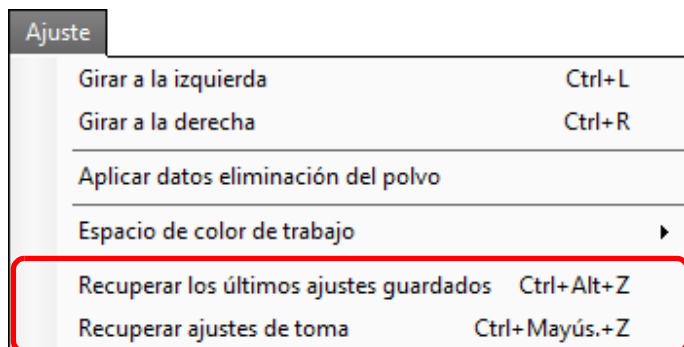 Ajuste
Girar a la izquierda Ctrl+L
Girar a la derecha Ctrl+R
Aplicar datos eliminación del polvo
Espacio de color de trabajo
Recuperar los últimos ajustes guardados Ctrl+Alt+Z
Recuperar ajustes de toma Ctrl+Mayús.+Z